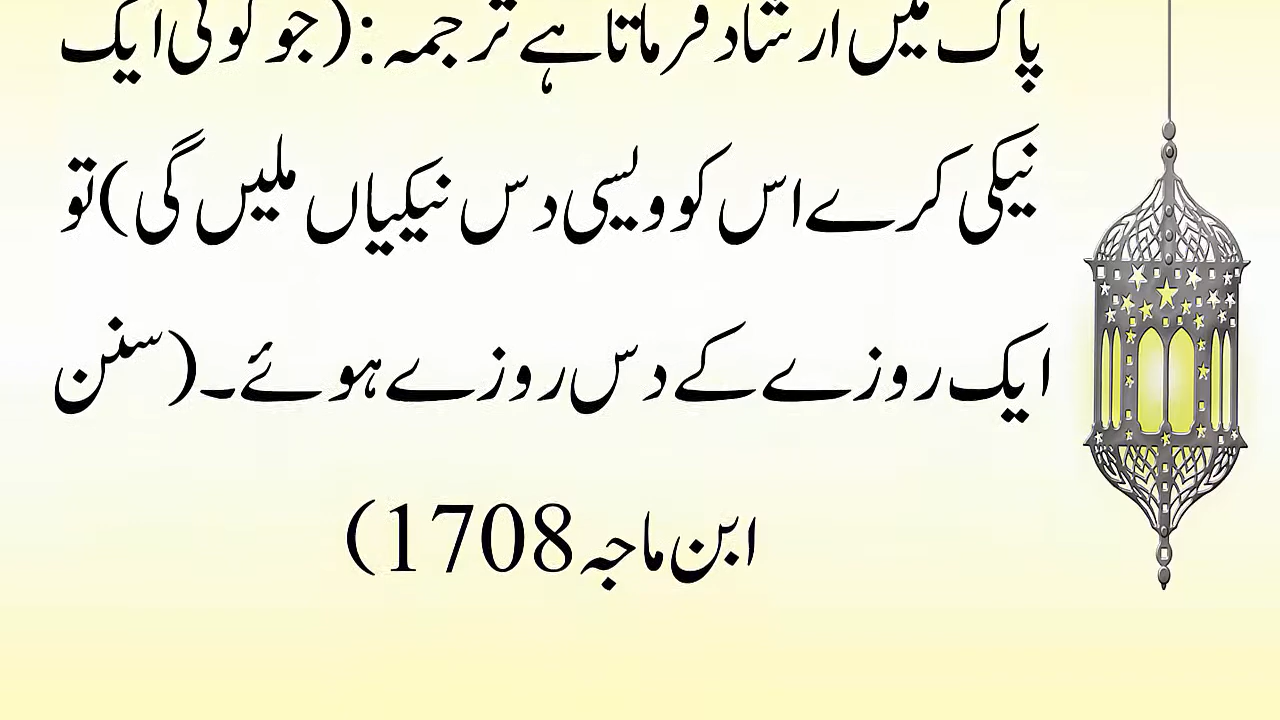 پاک میں ارشاد فرماتا ہے ترجمہ: (جو کوئی ایک
نیکی کرے اس کو ویسی دس نیکیاں ملیں گی) تو
ایک روزے کے دس روزے ہوئے۔ (سنن
ابن ماجہ 1708)